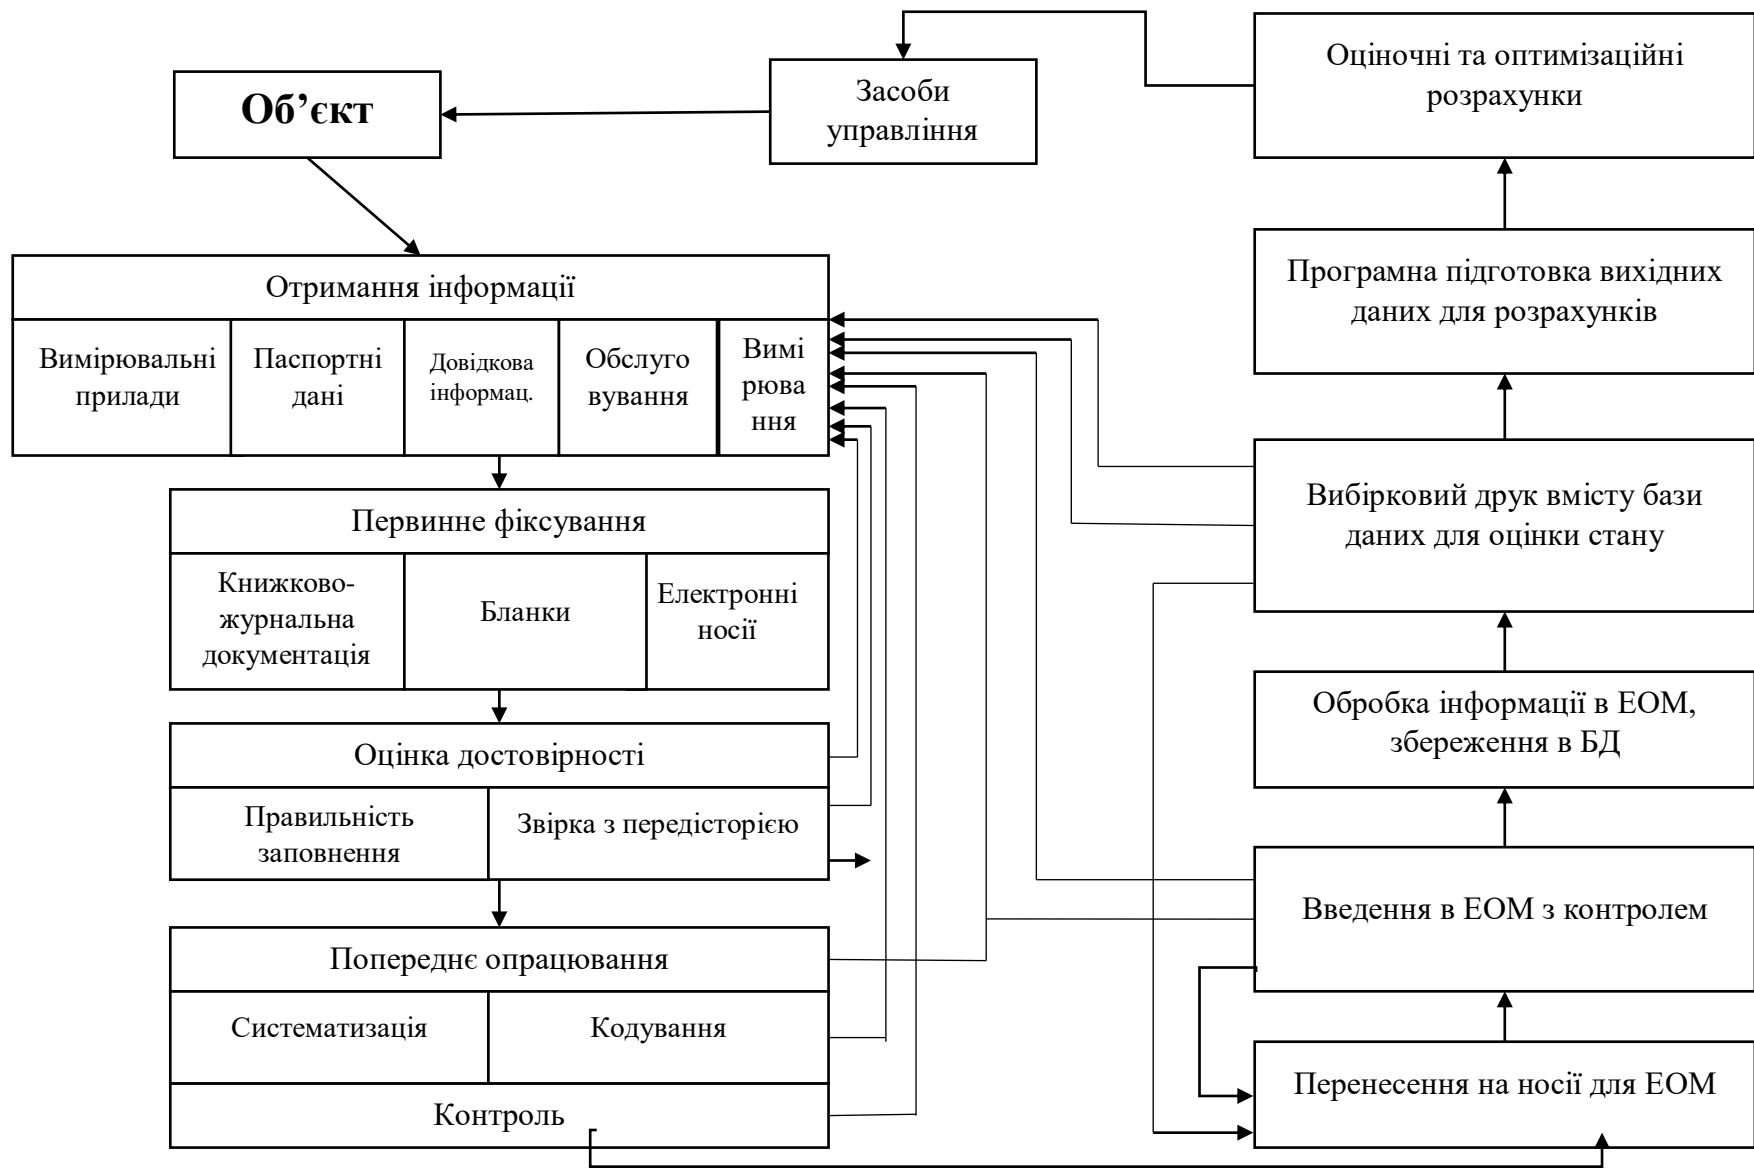 Об’єкт
Засоби
управління
Оціночні та оптимізаційні
розрахунки
Отримання інформації
Вимірювальні
прилади
Паспортні
дані
Довідкова
інформац.
Обслуго
вування
Вимі
рюва
ння
Програмна підготовка вихідних
даних для розрахунків
Первинне фіксування
Книжково-
журнальна
документація
Бланки
Електронні
носії
Вибірковий друк вмісту бази
даних для оцінки стану
Оцінка достовірності
Правильність
заповнення
Звірка з передісторією
Обробка інформації в ЕОМ,
збереження в БД
Попереднє опрацювання
Систематизація
Кодування
Контроль
Введення в ЕОМ з контролем
Перенесення на носії для ЕОМ